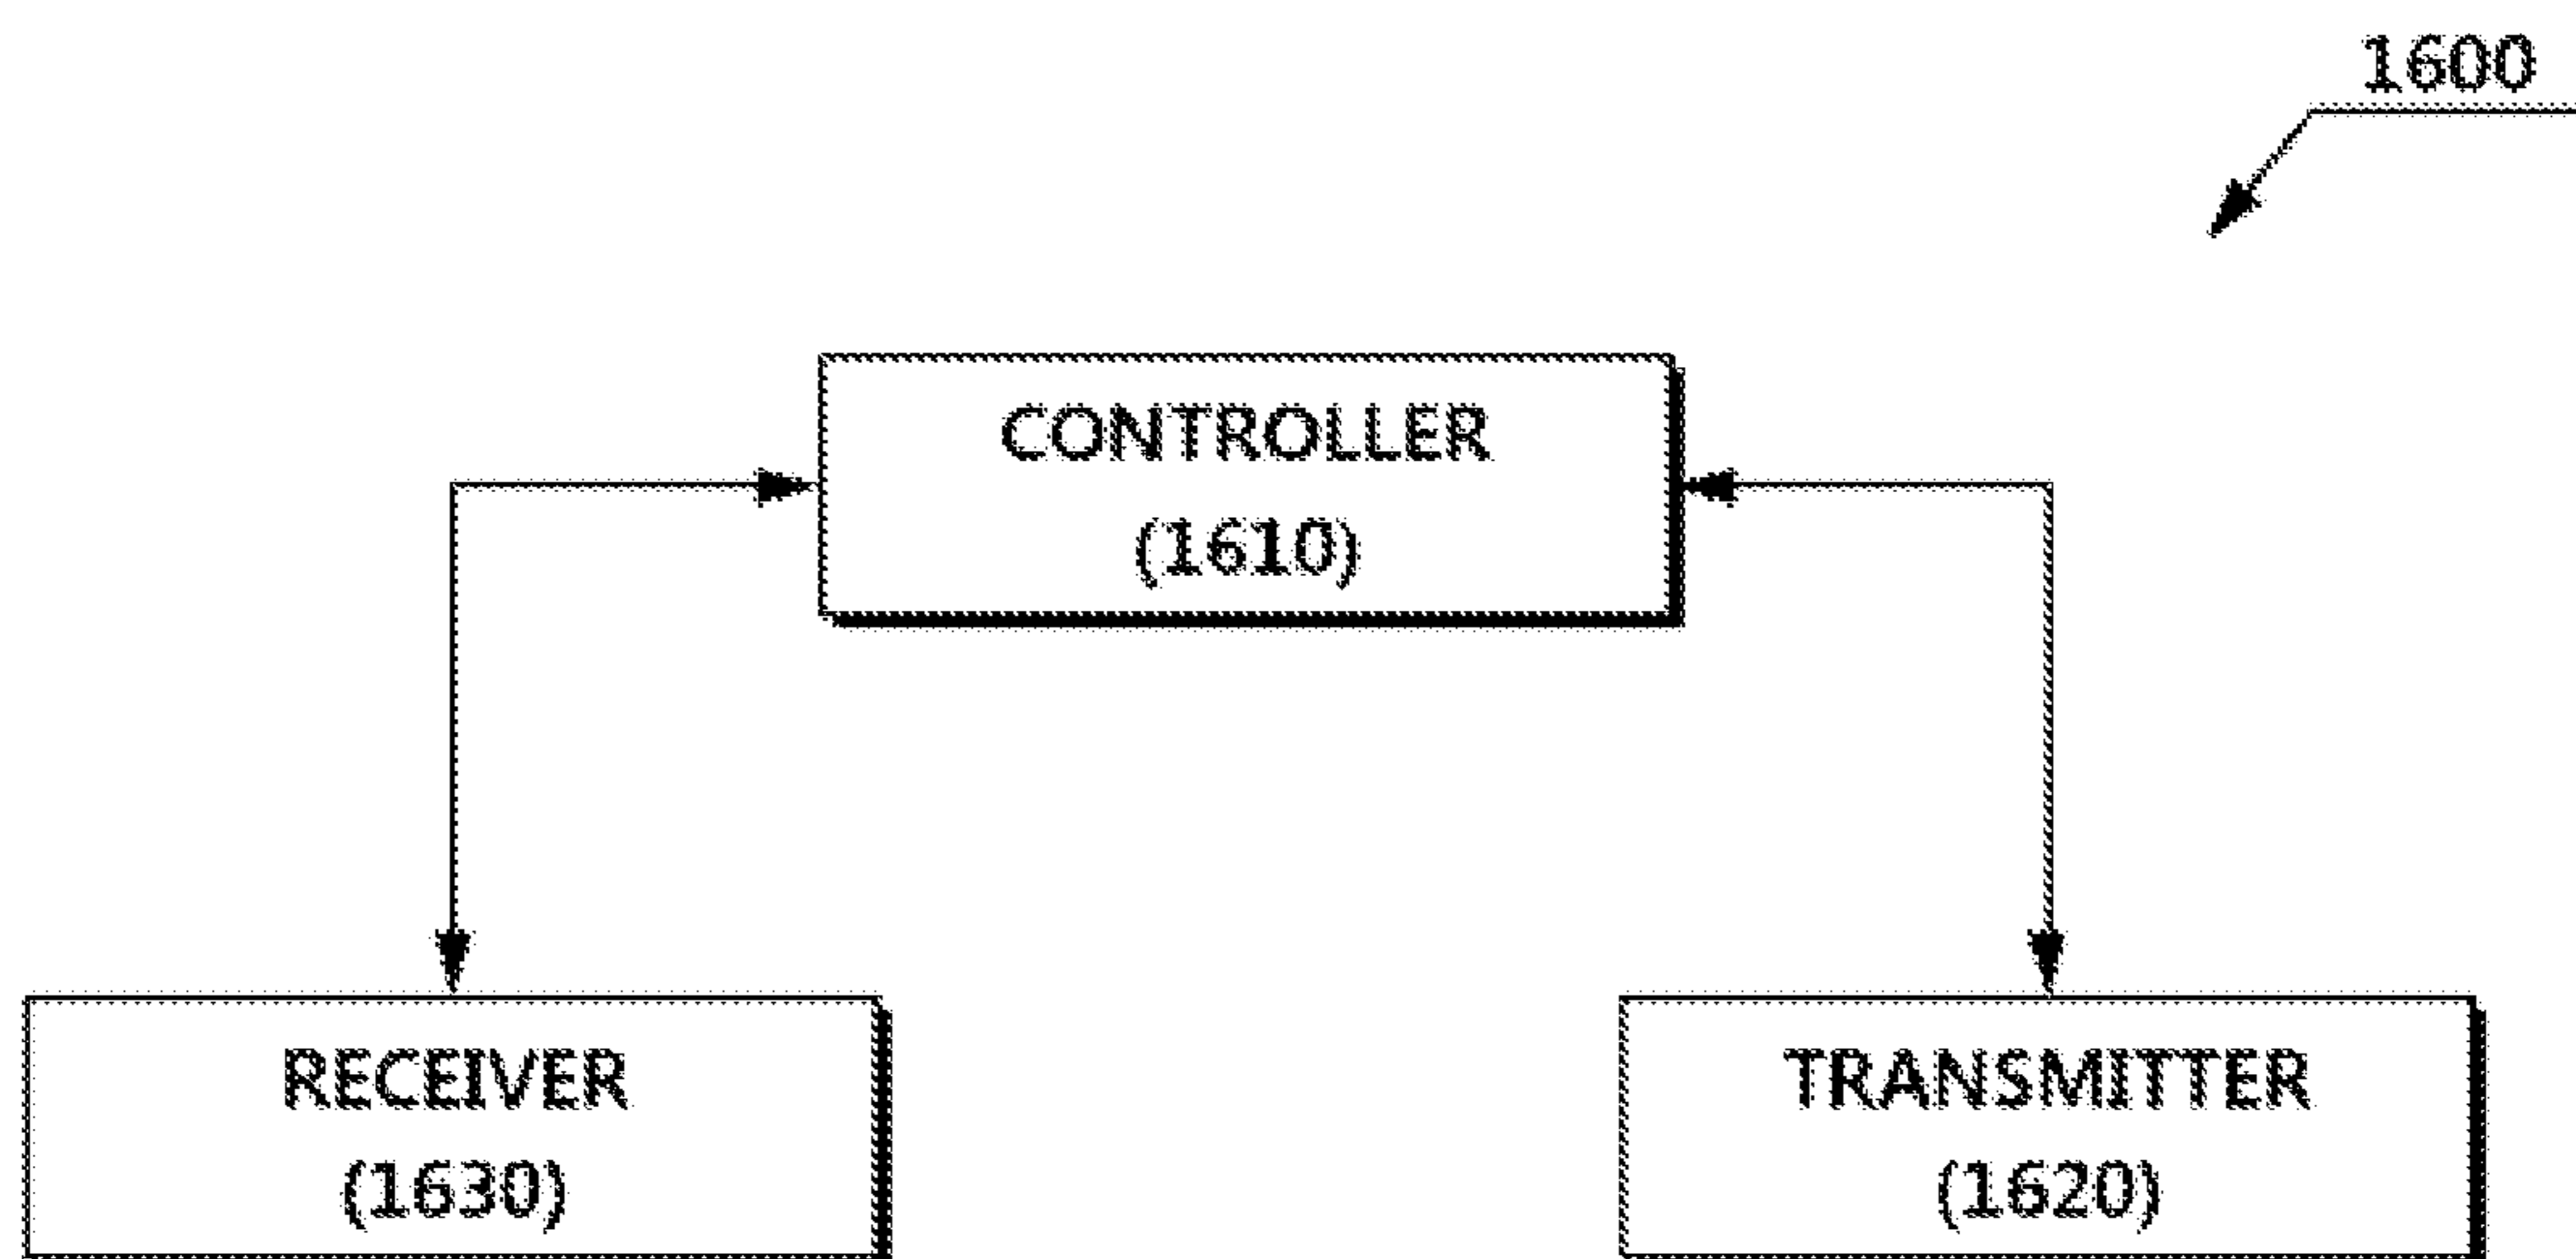 1600
CONTROLLER
(1610)
RECEIVER
(1630)
TRANSMITTER
(1620)